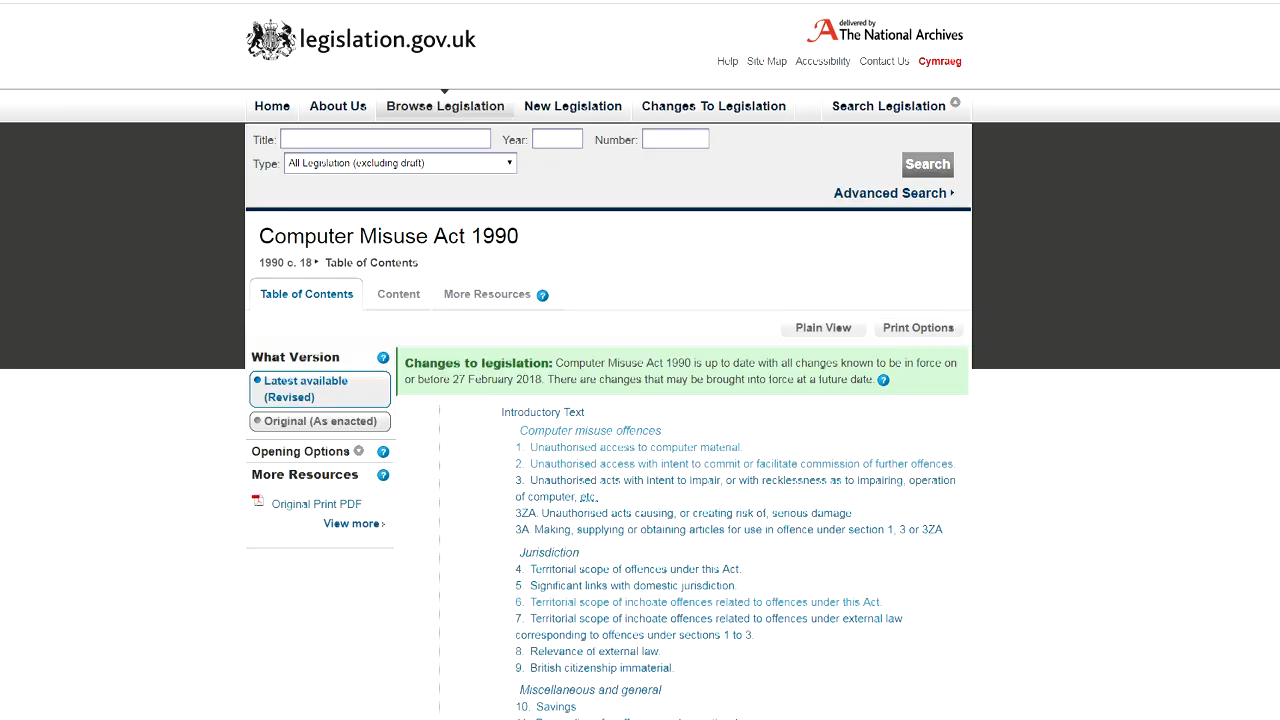 legislation.gov.uk
delivered by
The National Archives
Help Site Map Accessibility Contact Us Cymraeg
Home About Us Browse Legislation New Legislation Changes To Legislation Search Legislation
Title: Year: Number:
Type: All Legislation (excluding draft)
Search
Advanced Search
Computer Misuse Act 1990
1990 c. 18 Table of Contents
Table of Contents Content More Resources ?
Plain View Print Options
What Version ?
Latest available
(Revised)
Original (As enacted)
Opening Options ?
More Resources ?
Original Print PDF
View more
Changes to legislation: Computer Misuse Act 1990 is up to date with all changes known to be in force on
or before 27 February 2018. There are changes that may be brought into force at a future date. ?
Introductory Text
Computer misuse offences
1. Unauthorised access to computer material.
2. Unauthorised access with intent to commit or facilitate commission of further offences.
3. Unauthorised acts with intent to impair, or with recklessness as to impairing, operation
of computer, etc.
3ZA. Unauthorised acts causing, or creating risk of, serious damage
3A. Making, supplying or obtaining articles for use in offence under section 1, 3 or 3ZA
Jurisdiction
4. Territorial scope of offences under this Act.
5. Significant links with domestic jurisdiction.
6. Territorial scope of inchoate offences related to offences under this Act.
7. Territorial scope of inchoate offences related to offences under external law
corresponding to offences under sections 1 to 3.
8. Relevance of external law.
9. British citizenship immaterial.
Miscellaneous and general
10. Savings